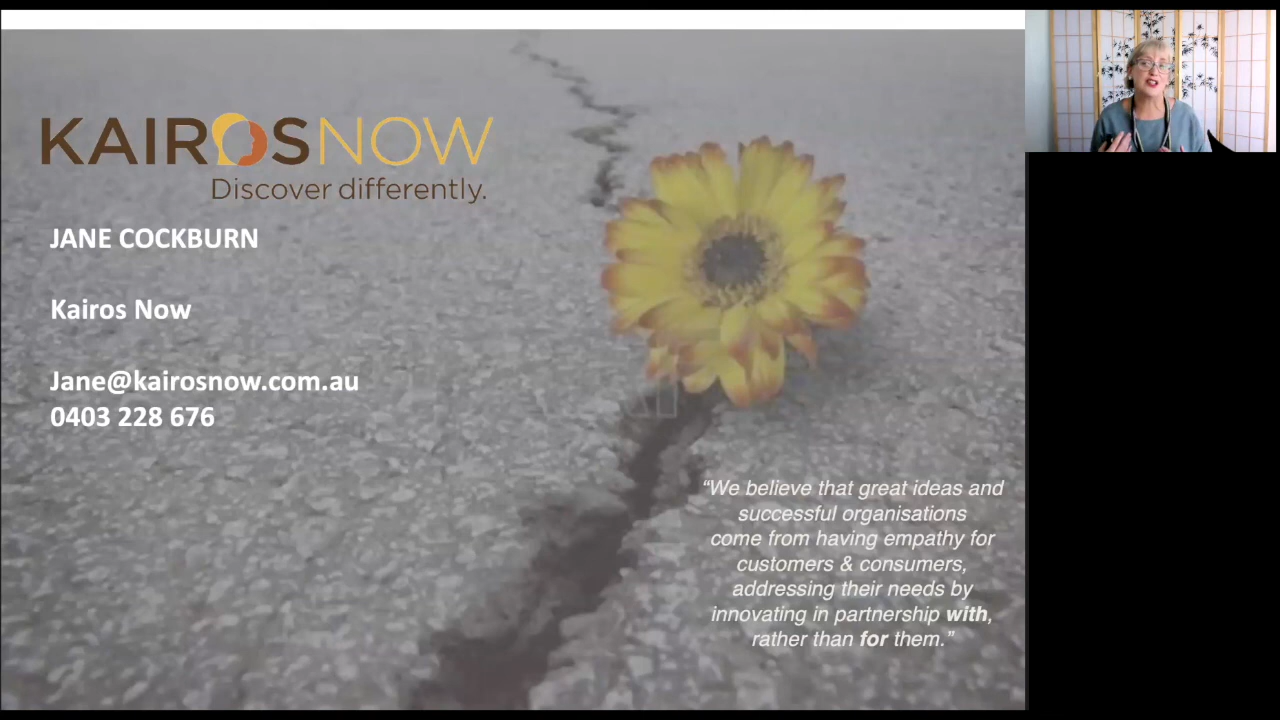 KAIROSNOW
Discover differently.
JANE COCKBURN
Kairos Now
Jane@kairosnow.com.au
0403 228 676
“We believe that great ideas and
successful organisations
come from having empathy for
customers & consumers,
addressing their needs by
innovating in partnership with,
rather than for them.”